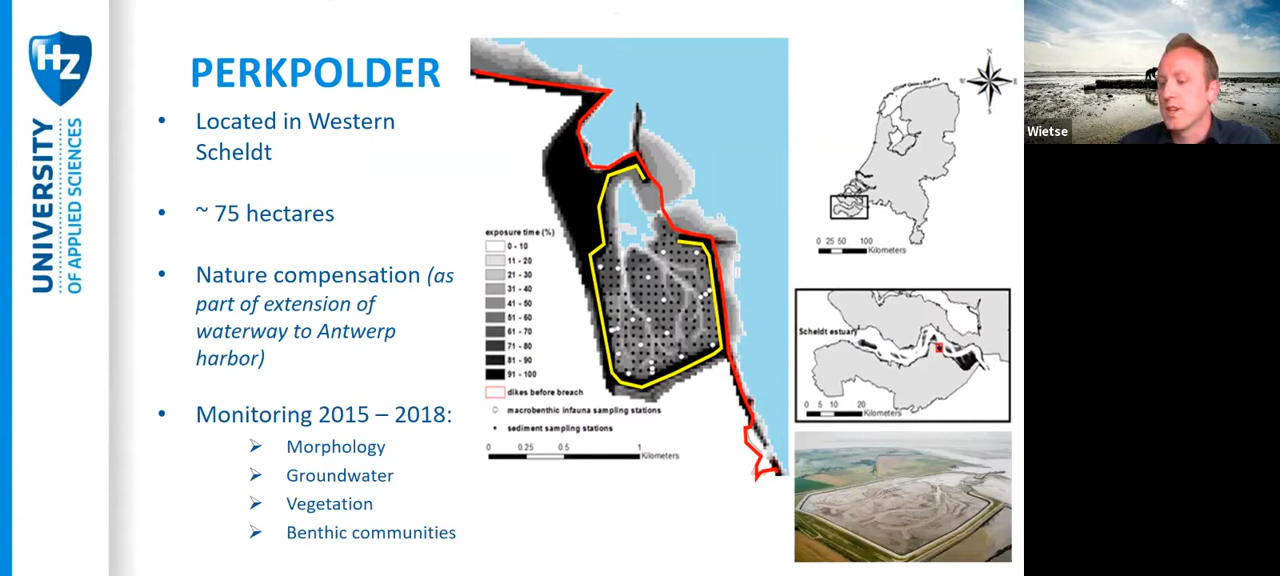 HZ
UNIVERSITY
OF APPLIED SCIENCES
PERKPOLDER
• Located in Western
Scheldt
• ~ 75 hectares
• Nature compensation (as
part of extension of
waterway to Antwerp
harbor)
• Monitoring 2015 – 2018:
➢ Morphology
➢ Groundwater
➢ Vegetation
➢ Benthic communities
exposure time (%)
0 - 10
11 - 20
21 - 30
31 - 40
41 - 50
51 - 60
61 - 70
71 - 80
81 - 90
91 - 100
dikes before breach
macrobenthic infauna sampling stations
sediment sampling stations
0 0.25 0.5 1
Kilometers
N
W E
S
0 25 50 100
Kilometers
Scheldt estuary
0 5 10 20
Kilometers
Wietse